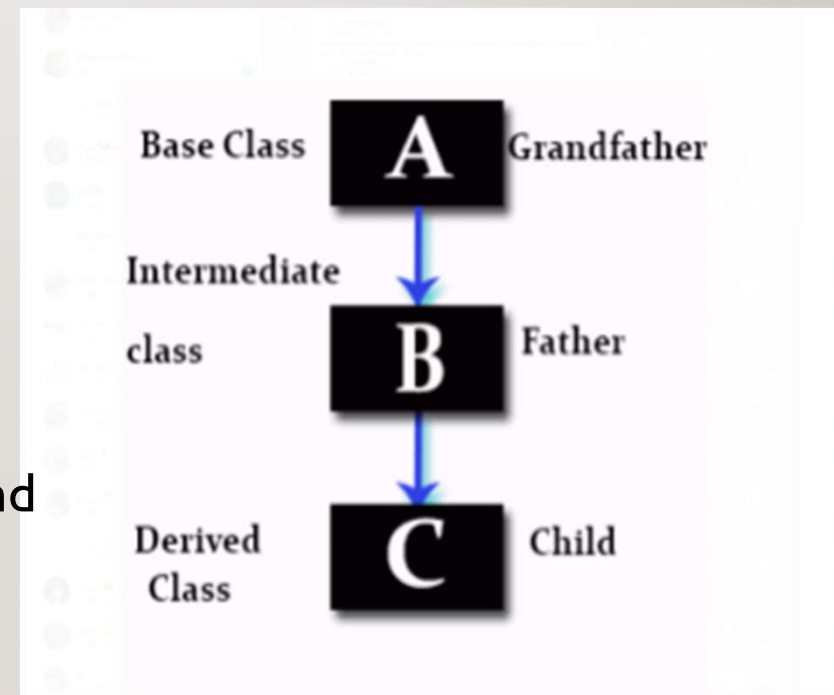 Base Class A Grandfather
Intermediate
class B Father
nd
Derived
Class
C Child